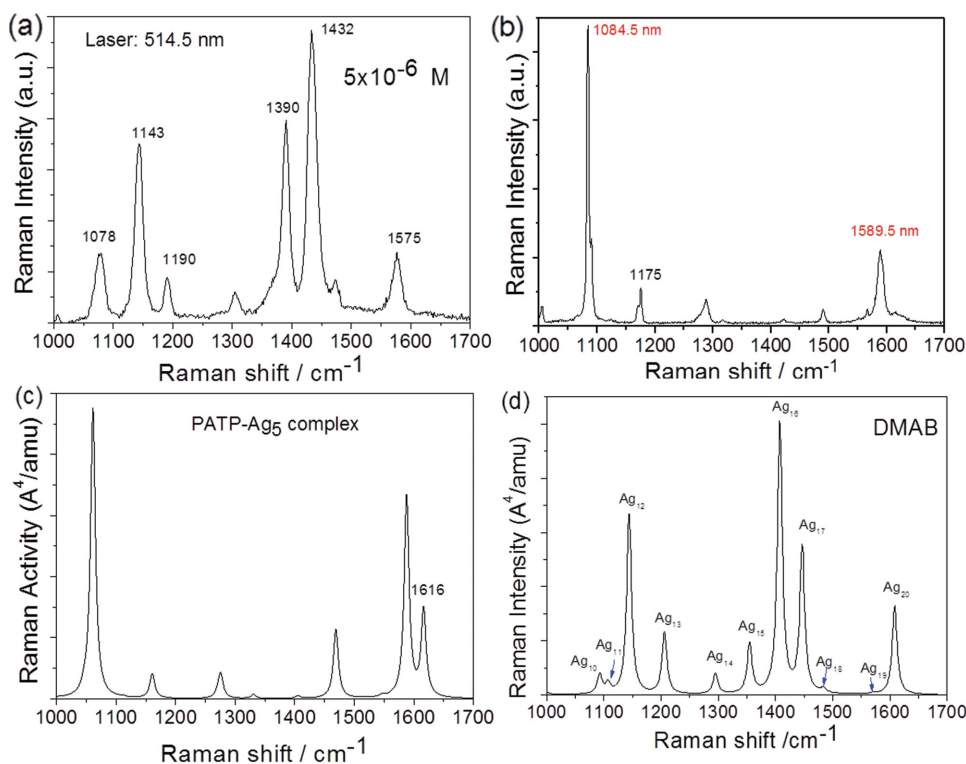 (a)
Laser: 514.5 nm
5x10⁻⁶ M
1078
1143
1190
1390
1432
1575
Raman Intensity (a.u.)
1000 1100 1200 1300 1400 1500 1600 1700
Raman shift / cm⁻¹
(b)
1084.5 nm
1175
1589.5 nm
Raman Intensity (a.u.)
1000 1100 1200 1300 1400 1500 1600 1700
Raman shift / cm⁻¹
(c)
PATP-Ag₅ complex
1616
Raman Activity (A⁴/amu)
1000 1100 1200 1300 1400 1500 1600 1700
Raman shift / cm⁻¹
(d)
DMAB
Ag₁₀
Ag₁₁
Ag₁₂
Ag₁₃
Ag₁₄
Ag₁₅
Ag₁₆
Ag₁₇
Ag₁₈
Ag₁₉
Ag₂₀
Raman Intensity (A⁴/amu)
1000 1100 1200 1300 1400 1500 1600 1700
Raman shift /cm⁻¹